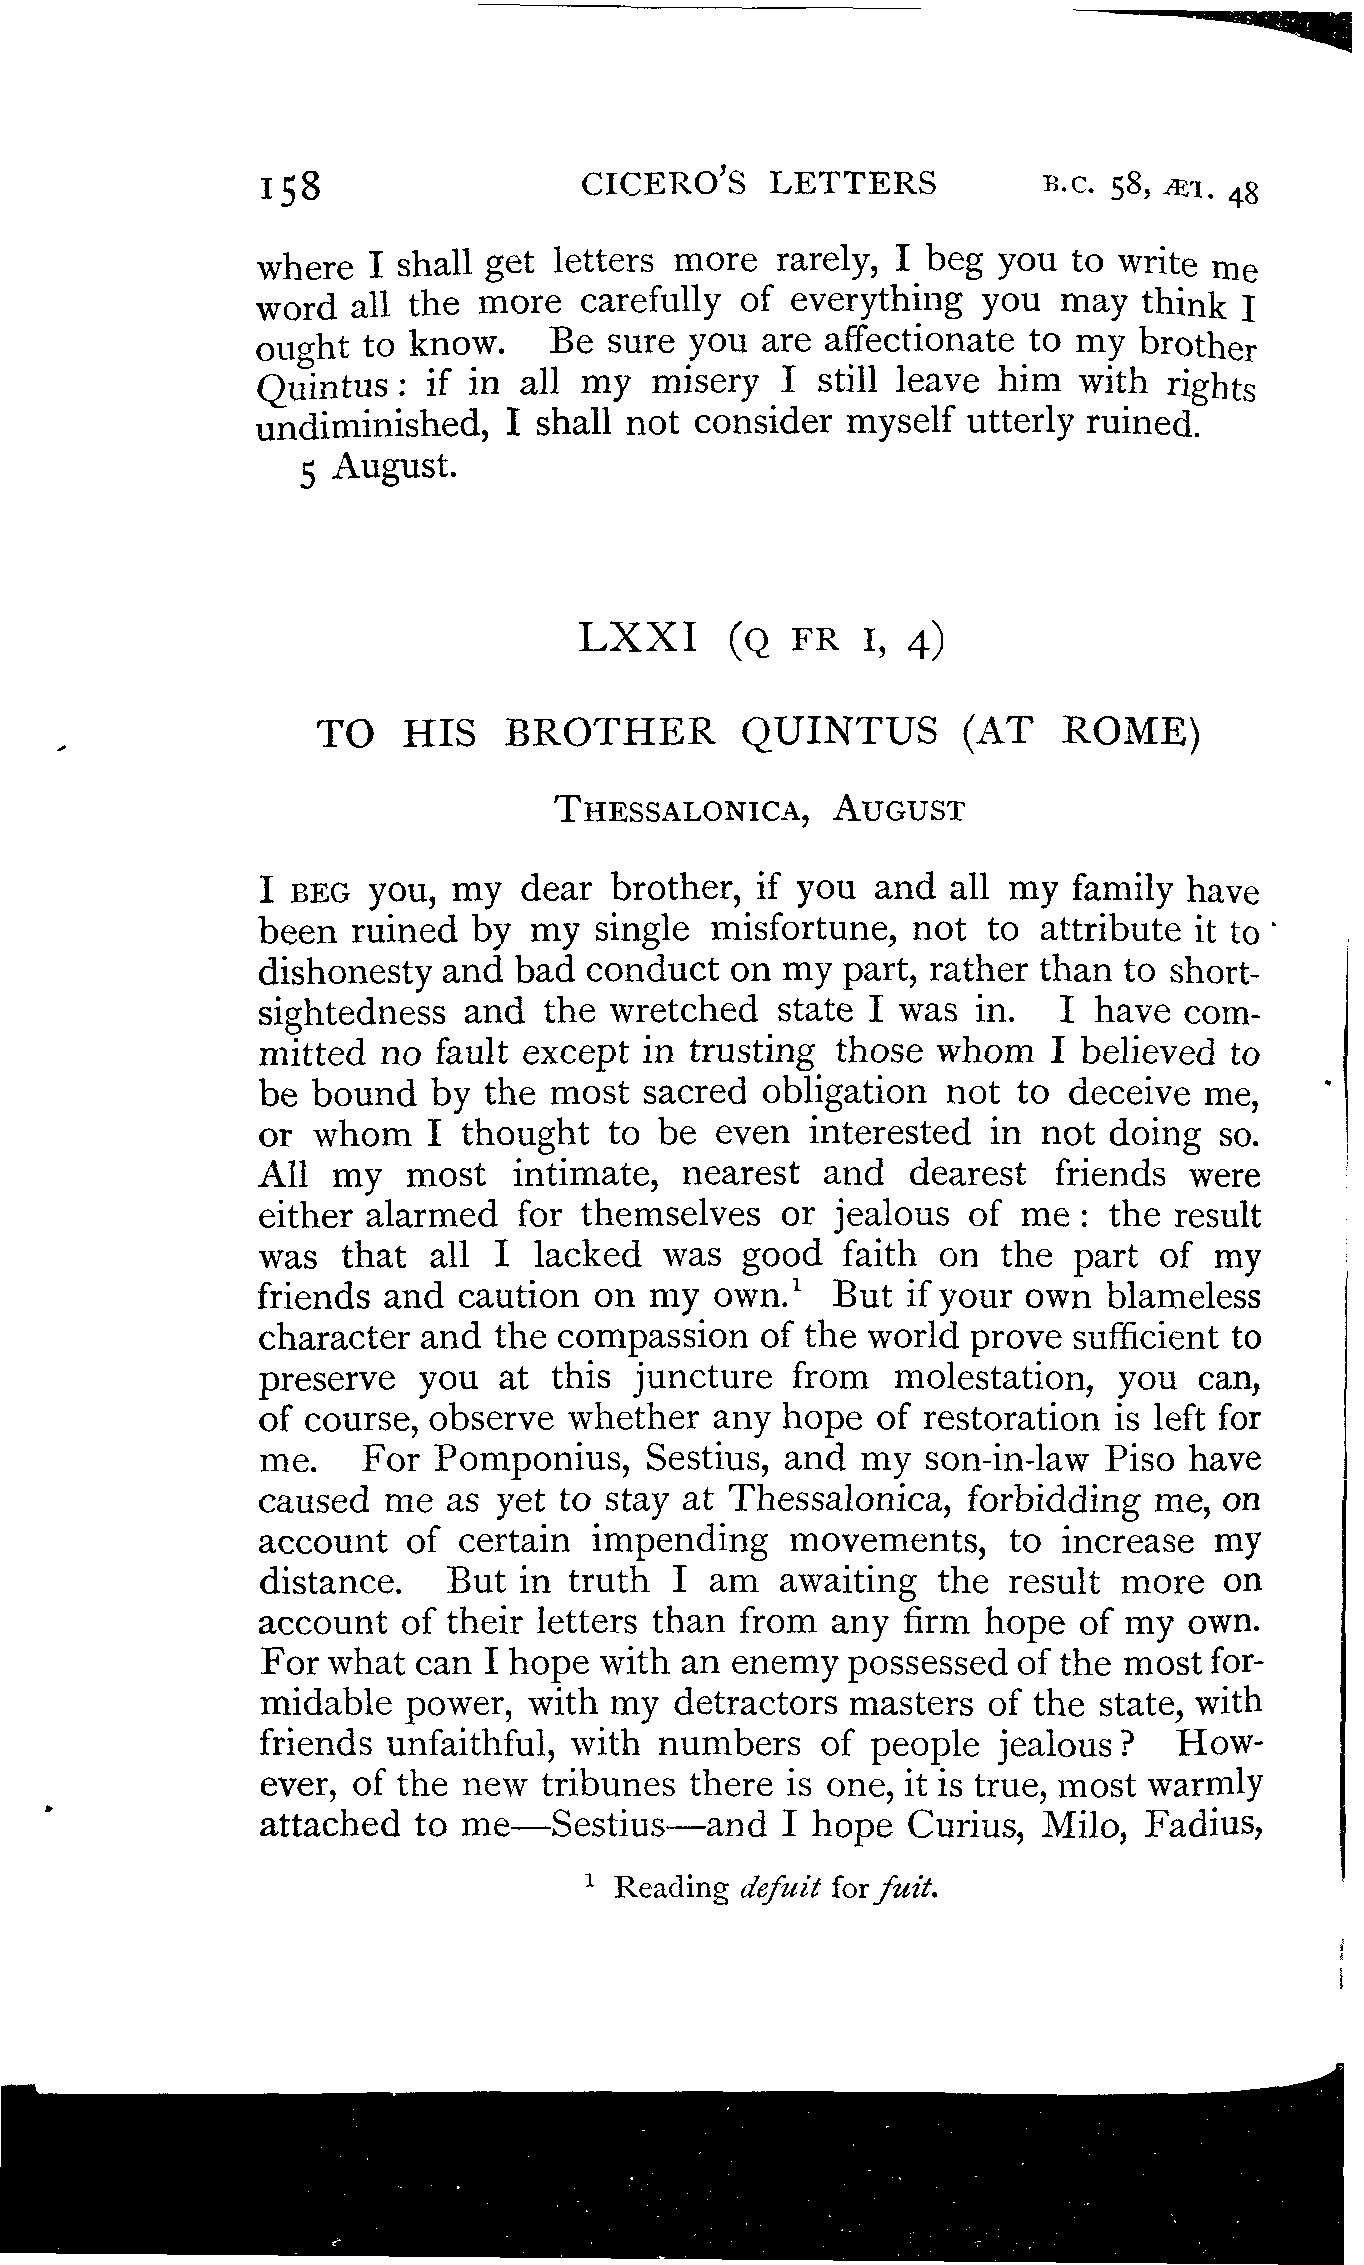 158 CICERO'S LETTERS B.C. 58, ÆT. 48
where I shall get letters more rarely, I beg you to write me
word all the more carefully of everything you may think I
ought to know. Be sure you are affectionate to my brother
Quintus: if in all my misery I still leave him with rights
undiminished, I shall not consider myself utterly ruined.
5 August.
LXXI (Q FR I, 4)
TO HIS BROTHER QUINTUS (AT ROME)
THESSALONICA, AUGUST
I BEG you, my dear brother, if you and all my family have
been ruined by my single misfortune, not to attribute it to
dishonesty and bad conduct on my part, rather than to short-
sightedness and the wretched state I was in. I have com-
mitted no fault except in trusting those whom I believed to
be bound by the most sacred obligation not to deceive me,
or whom I thought to be even interested in not doing so.
All my most intimate, nearest and dearest friends were
either alarmed for themselves or jealous of me: the result
was that all I lacked was good faith on the part of my
friends and caution on my own.¹ But if your own blameless
character and the compassion of the world prove sufficient to
preserve you at this juncture from molestation, you can,
of course, observe whether any hope of restoration is left for
me. For Pomponius, Sestius, and my son-in-law Piso have
caused me as yet to stay at Thessalonica, forbidding me, on
account of certain impending movements, to increase my
distance. But in truth I am awaiting the result more on
account of their letters than from any firm hope of my own.
For what can I hope with an enemy possessed of the most for-
midable power, with my detractors masters of the state, with
friends unfaithful, with numbers of people jealous? How-
ever, of the new tribunes there is one, it is true, most warmly
attached to me—Sestius—and I hope Curius, Milo, Fadius,
¹ Reading defuit for fuit.